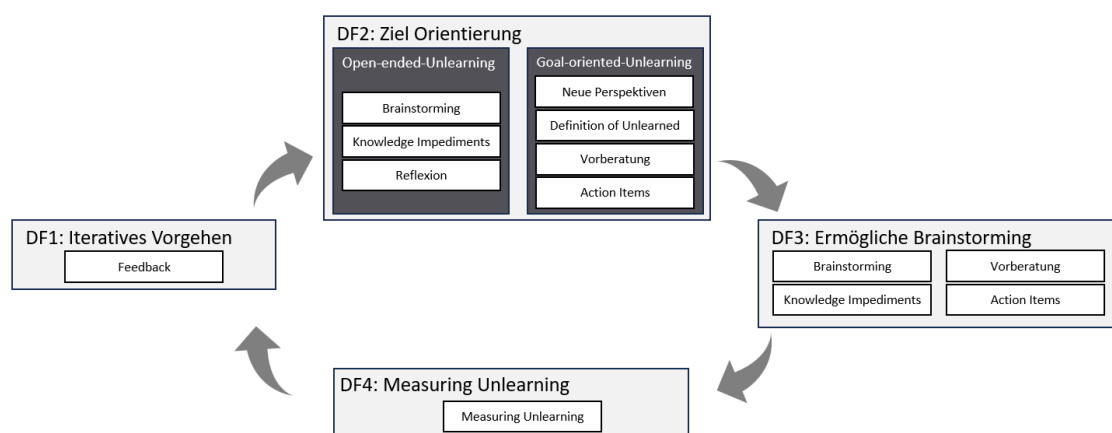 DF2: Ziel Orientierung
Open-ended-Unlearning
Brainstorming
Knowledge Impediments
Reflexion
Goal-oriented-Unlearning
Neue Perspektiven
Definition of Unlearned
Vorberatung
Action Items
DF1: Iteratives Vorgehen
Feedback
DF3: Ermögliche Brainstorming
Brainstorming
Vorberatung
Knowledge Impediments
Action Items
DF4: Measuring Unlearning
Measuring Unlearning